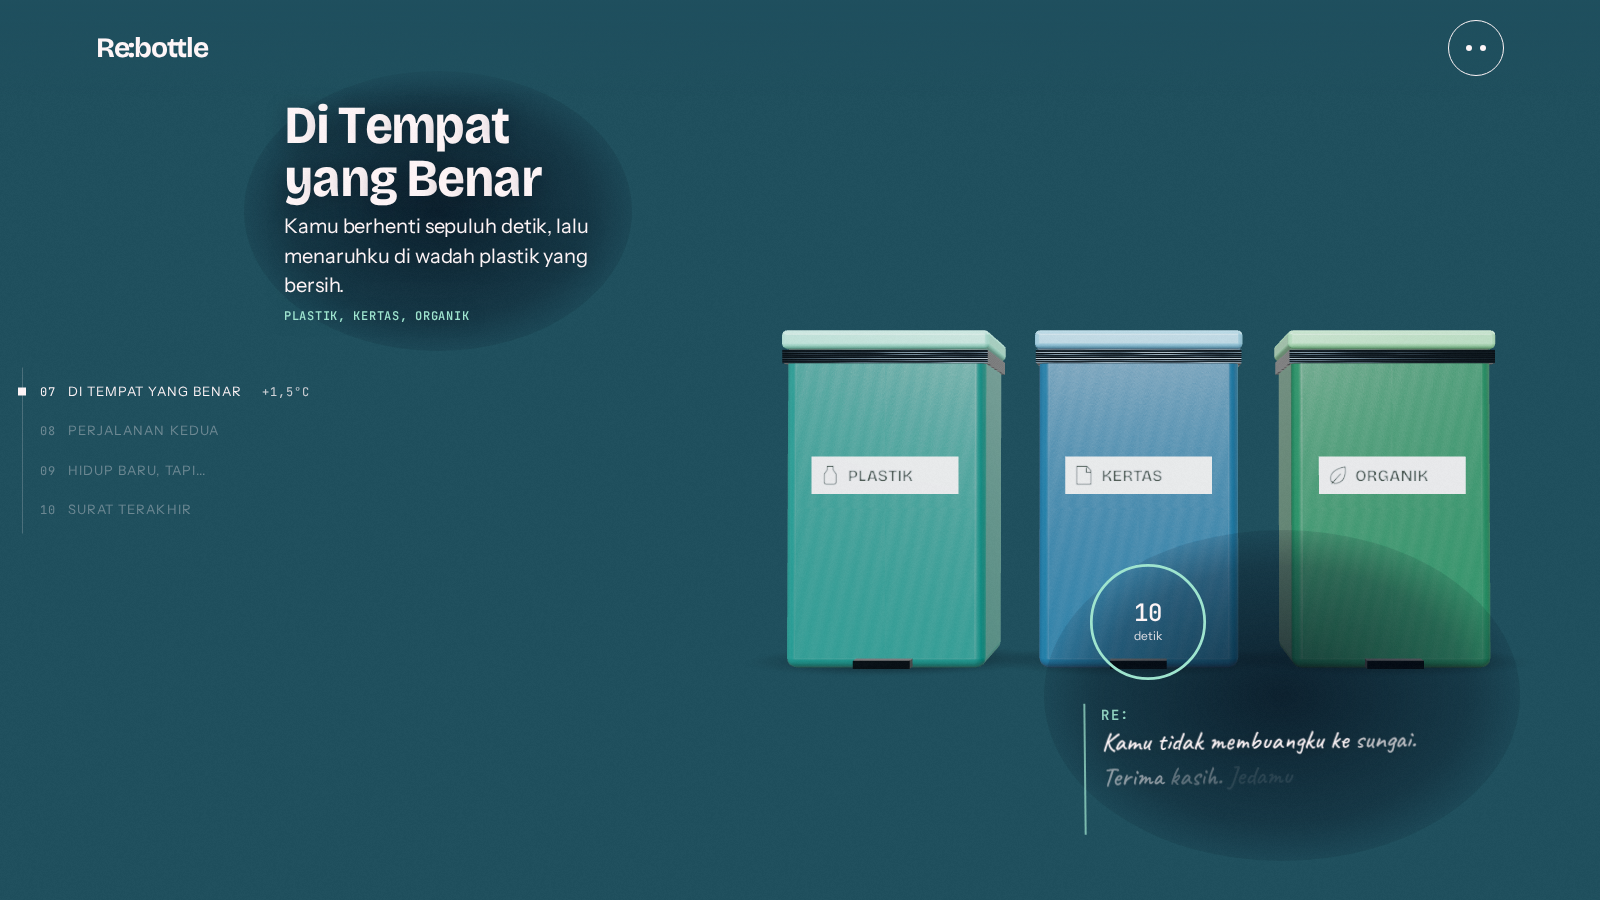 Re:bottle
Di Tempat
yang Benar
Kamu berhenti sepuluh detik, lalu
menaruhku di wadah plastik yang
bersih.
PLASTIK, KERTAS, ORGANIK
07 DI TEMPAT YANG BENAR +1,5°C
08 PERJALANAN KEDUA
09 HIDUP BARU, TAPI...
10 SURAT TERAKHIR
PLASTIK
KERTAS
ORGANIK
10
detik
RE:
Kamu tidak membuangku ke sungai.
Terima kasih. Jedamu